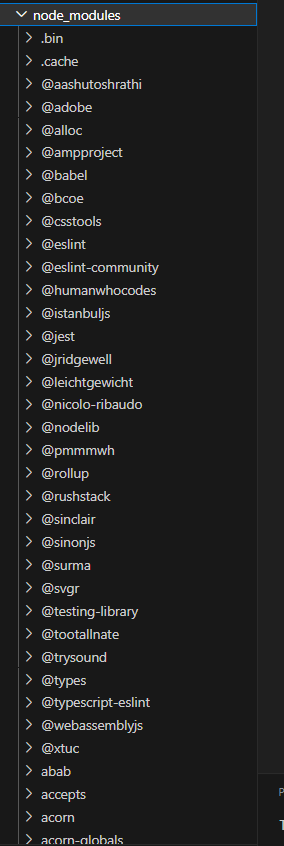 node_modules
.bin
.cache
@aashutoshrathi
@adobe
@alloc
@ampproject
@babel
@bcoe
@csstools
@eslint
@eslint-community
@humanwhocodes
@istanbuljs
@jest
@jridgewell
@leichtgewicht
@nicolo-ribaudo
@nodelib
@pmmmwh
@rollup
@rushstack
@sinclair
@sinonjs
@surma
@svgr
@testing-library
@tootallnate
@trysound
@types
@typescript-eslint
@webassemblyjs
@xtuc
abab
accepts
acorn
acorn-globals